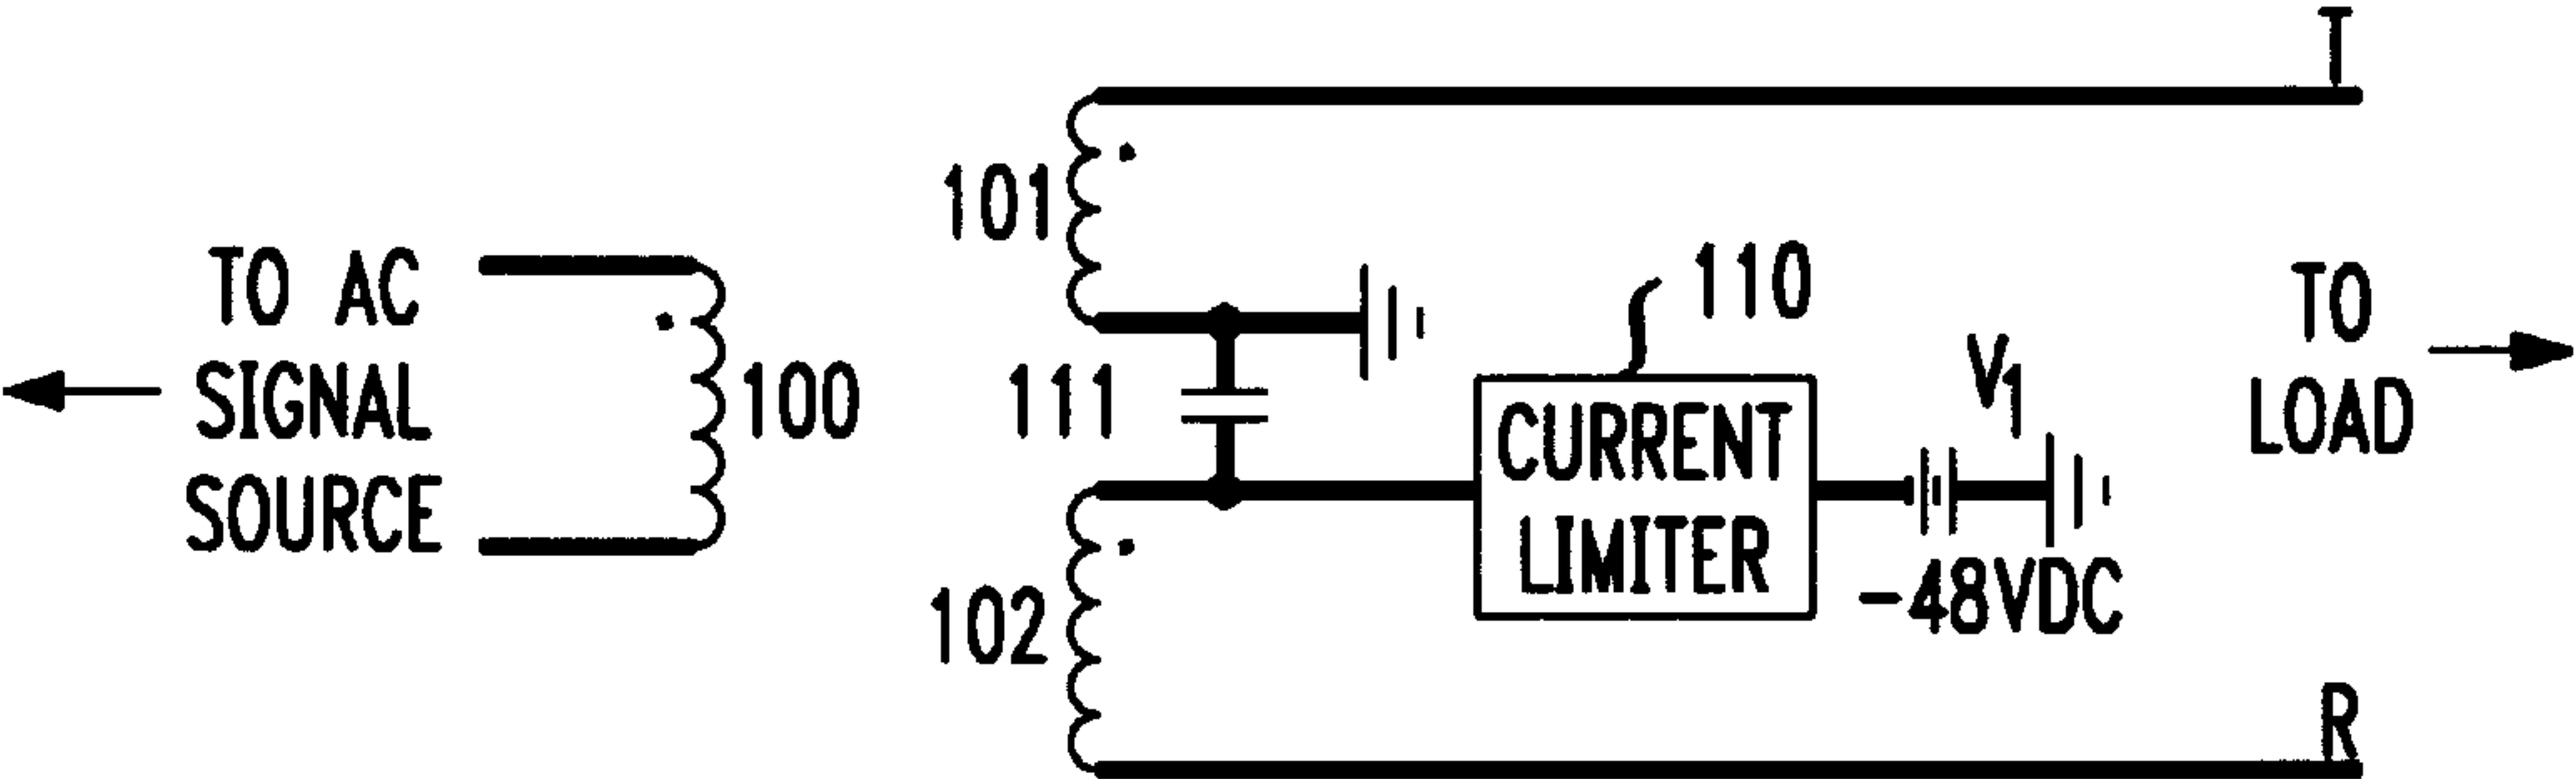 T
101
TO AC
SIGNAL
SOURCE
100
111
110
CURRENT
LIMITER
V1
-48VDC
TO
LOAD
102
R